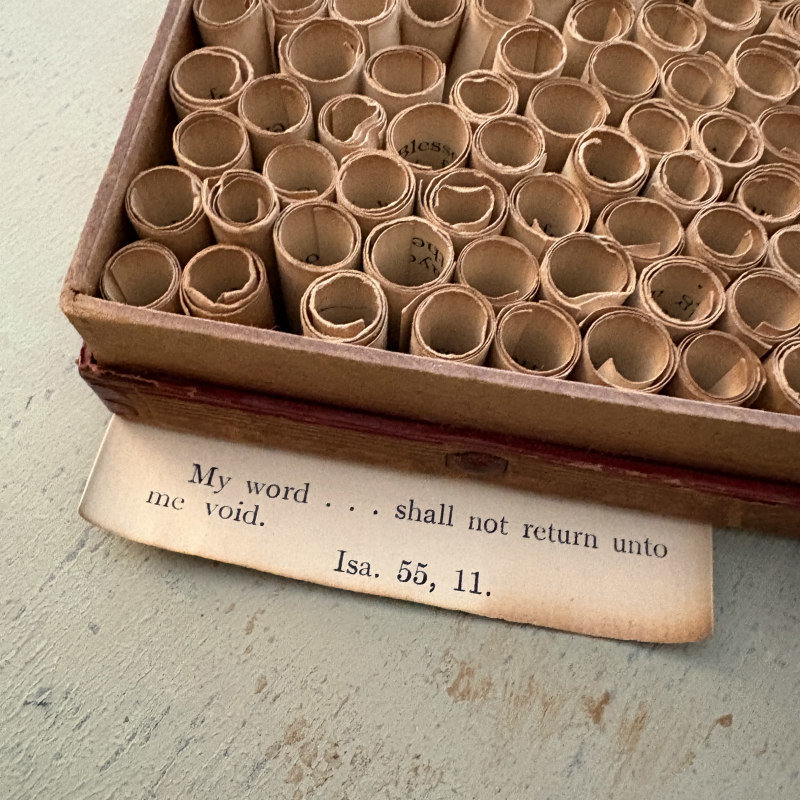 My word . . . shall not return unto
me void.
Isa. 55, 11.